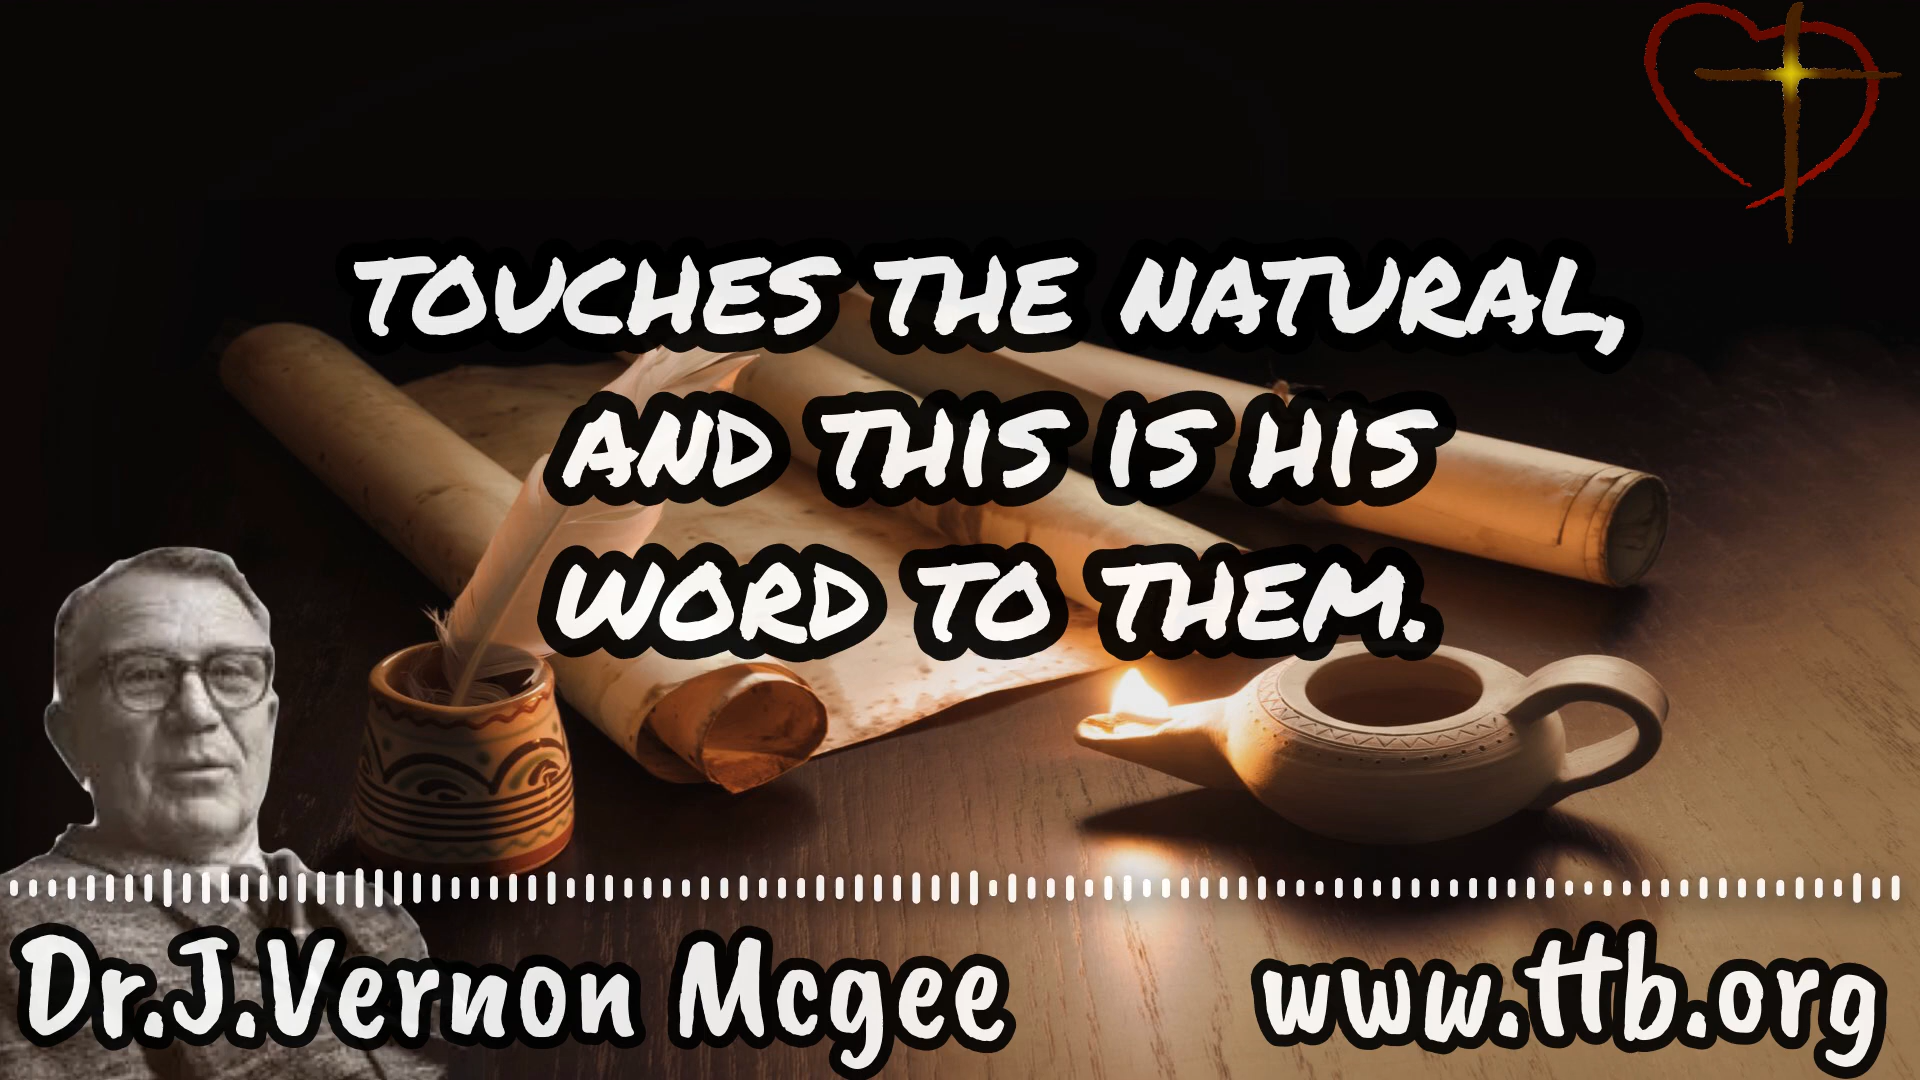 TOUCHES THE NATURAL,
AND THIS IS HIS
WORD TO THEM.
Dr.J.Vernon Mcgee
www.ttb.org